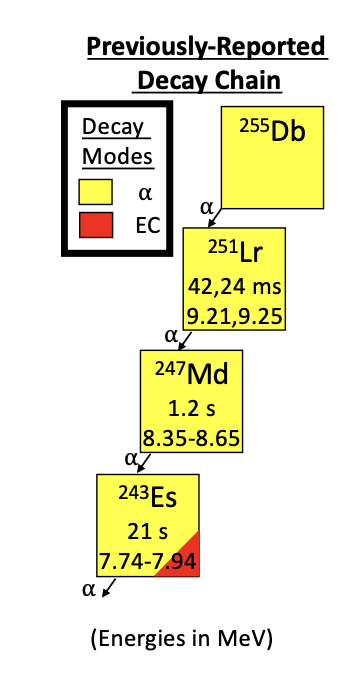 Previously-Reported
Decay Chain
Decay
Modes
α
EC
²⁵⁵Db
α
²⁵¹Lr
42,24 ms
9.21,9.25
α
²⁴⁷Md
1.2 s
8.35-8.65
α
²⁴³Es
21 s
7.74-7.94
α
(Energies in MeV)